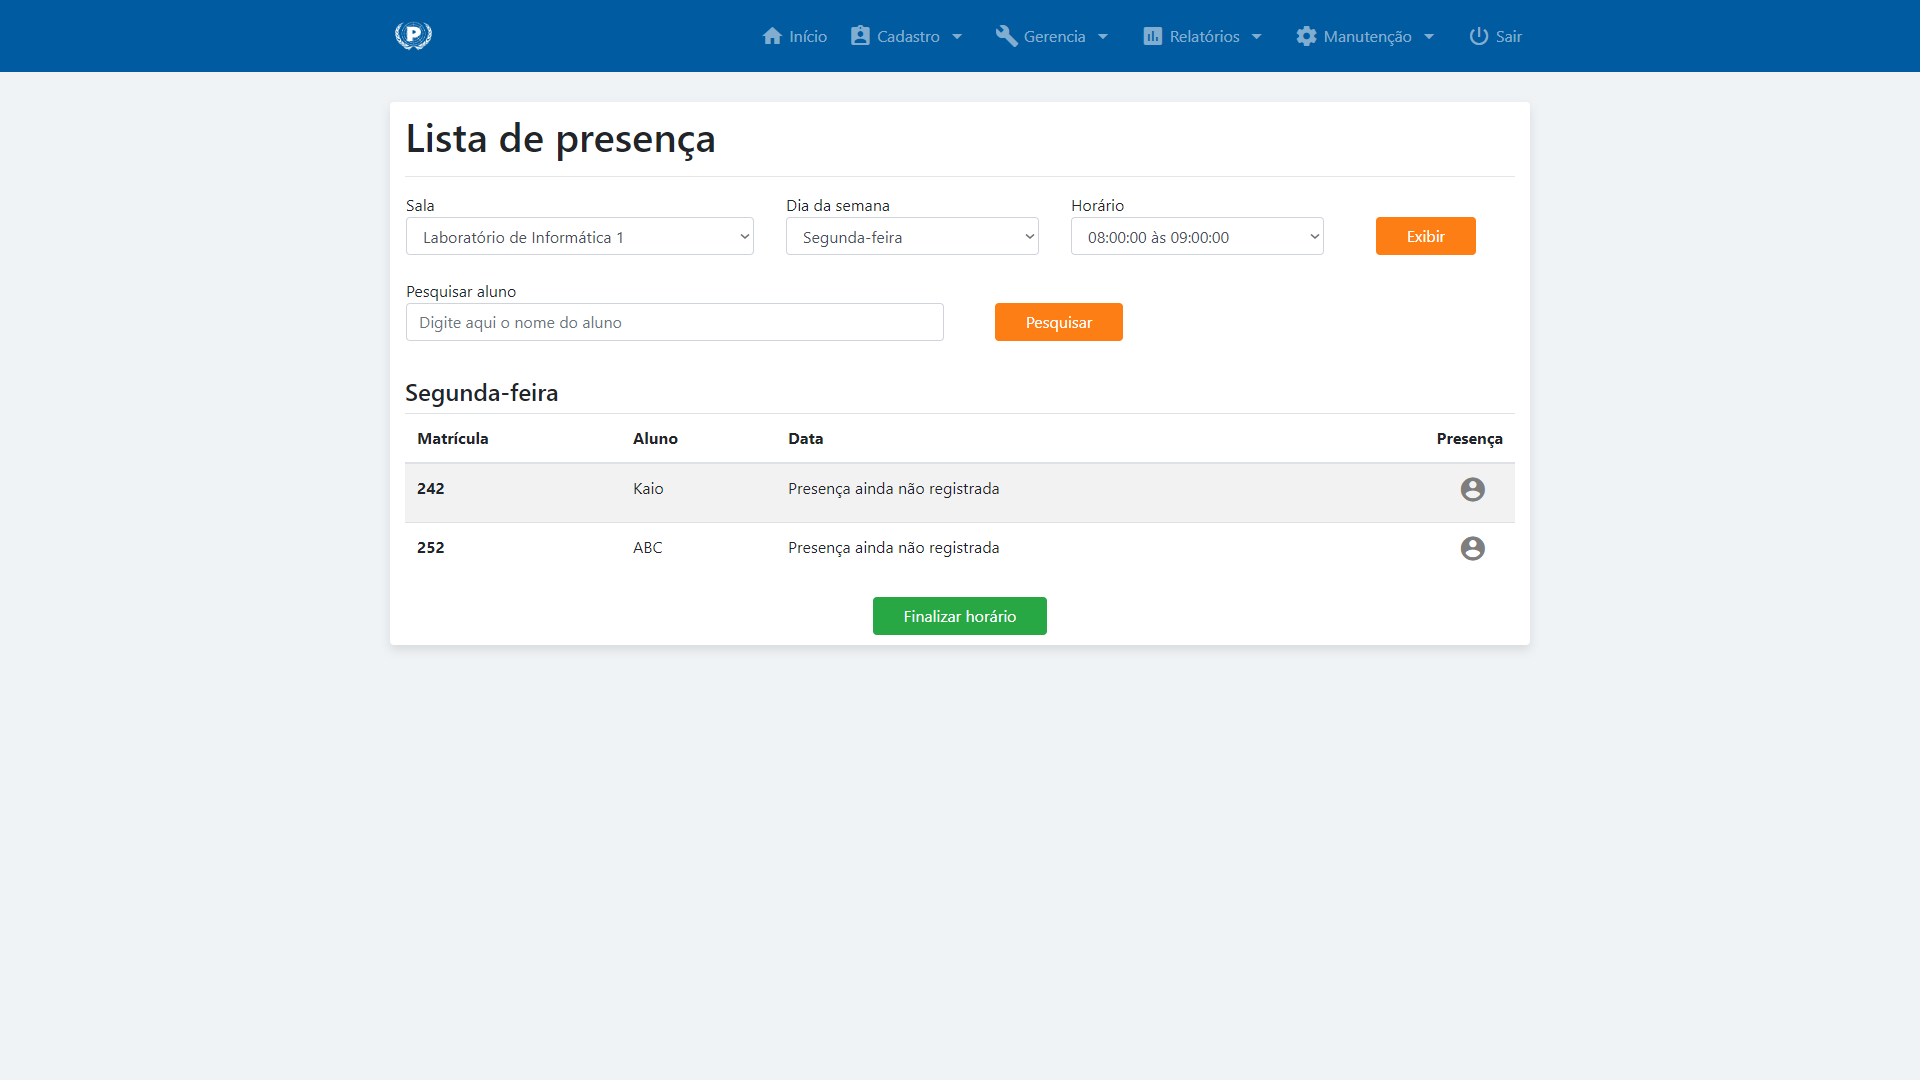 P
Início Cadastro Gerencia Relatórios Manutenção Sair
Lista de presença
Sala Dia da semana Horário
Laboratório de Informática 1 Segunda-feira 08:00:00 às 09:00:00 Exibir
Pesquisar aluno
Digite aqui o nome do aluno Pesquisar
Segunda-feira
Matrícula Aluno Data Presença
242 Kaio Presença ainda não registrada
252 ABC Presença ainda não registrada
Finalizar horário